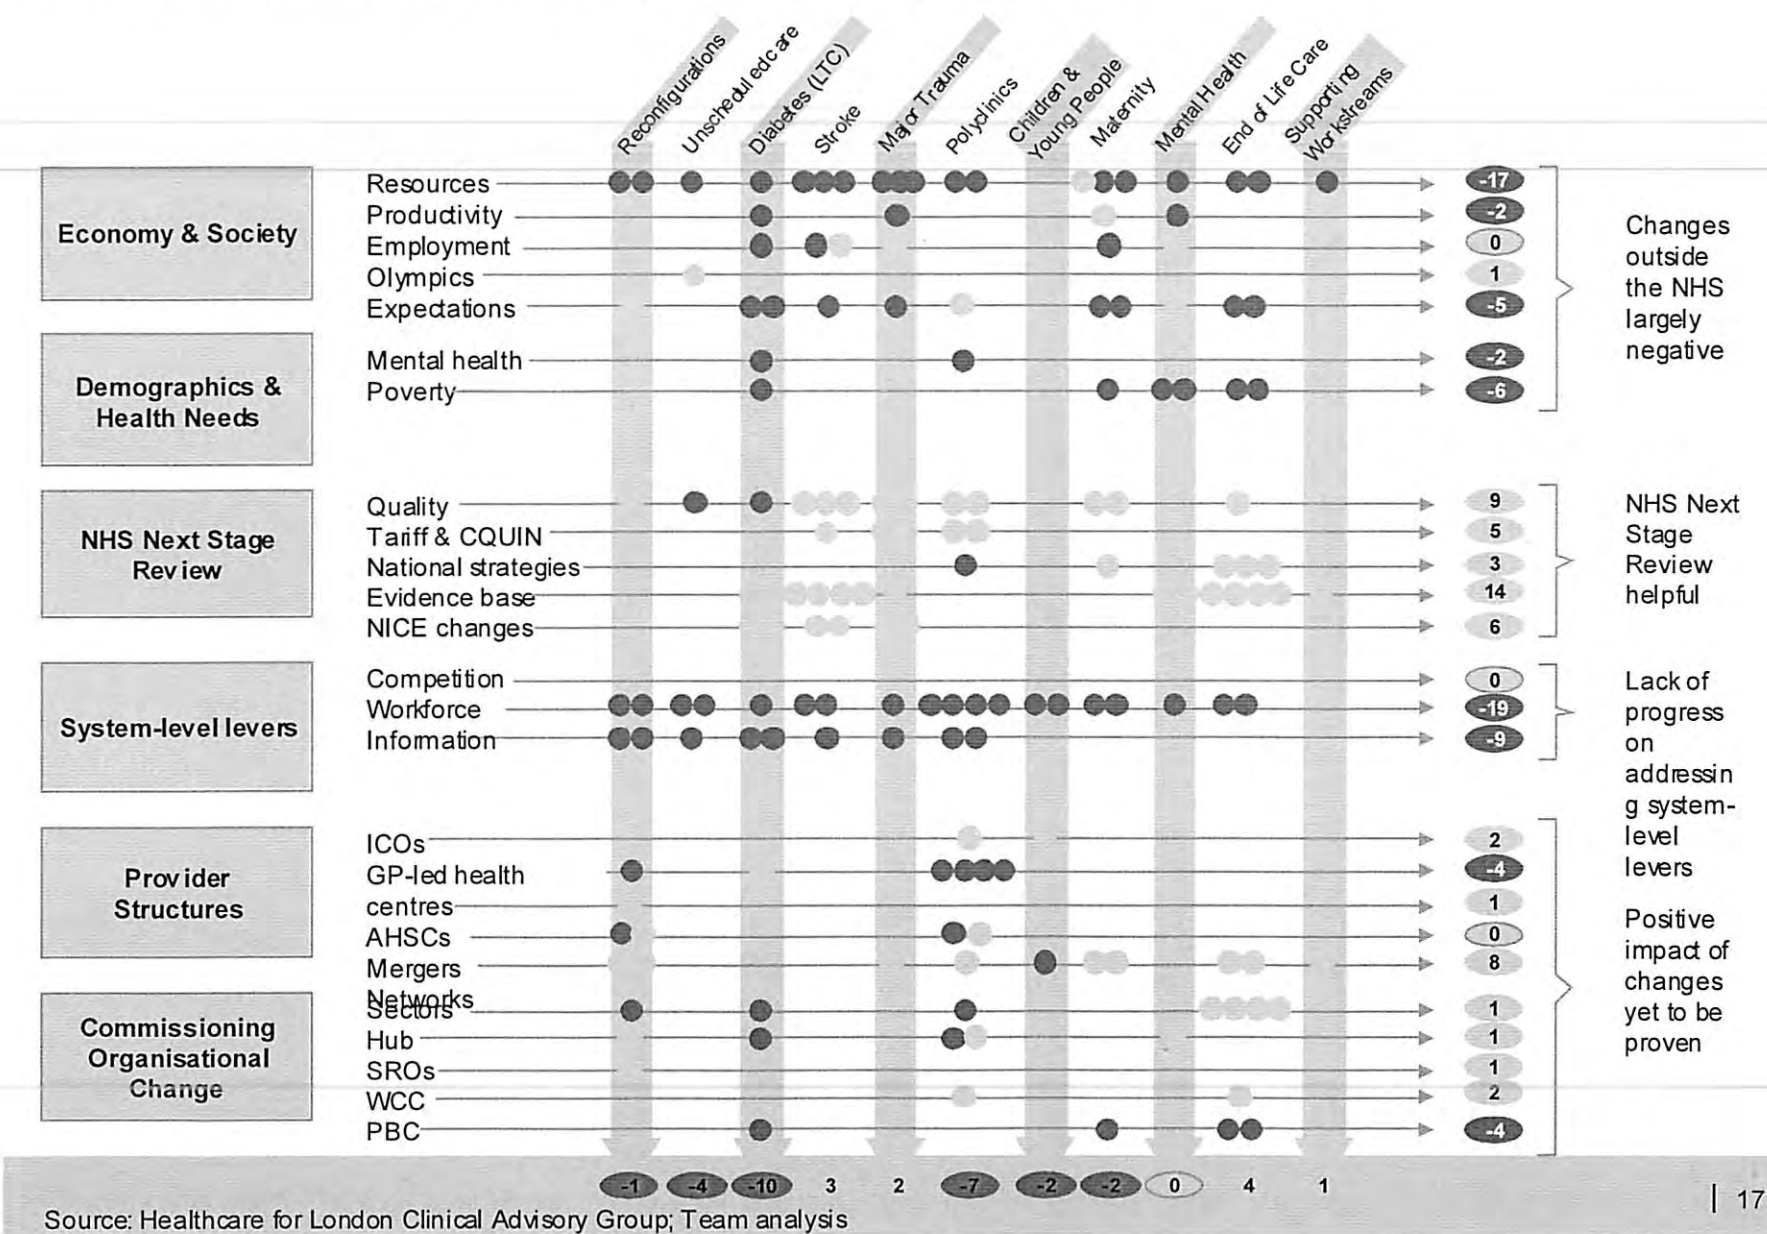 Reconfigurations
Unscheduled care
Diabetes (LTC)
Stroke
Major Trauma
Polyclinics
Children &
Young People
Maternity
Mental Health
End of Life Care
Supporting
Workstreams
Economy & Society
Resources
-17
Productivity
-2
Employment
0
Olympics
1
Expectations
-5
Changes
outside
the NHS
largely
negative
Demographics &
Health Needs
Mental health
-2
Poverty
-6
NHS Next Stage
Review
Quality
9
Tariff & CQUIN
5
National strategies
3
Evidence base
14
NICE changes
6
NHS Next
Stage
Review
helpful
System-level levers
Competition
0
Workforce
-19
Information
-9
Lack of
progress
on
addressin
g system-
level
levers
Provider
Structures
ICOs
2
GP-led health
-4
centres
1
AHSCs
0
Mergers
8
Networks
Positive
impact of
changes
yet to be
proven
Commissioning
Organisational
Change
Sectors
1
Hub
1
SROs
1
WCC
2
PBC
-4
-1 -4 -10 3 2 -7 -2 -2 0 4 1
Source: Healthcare for London Clinical Advisory Group; Team analysis
17